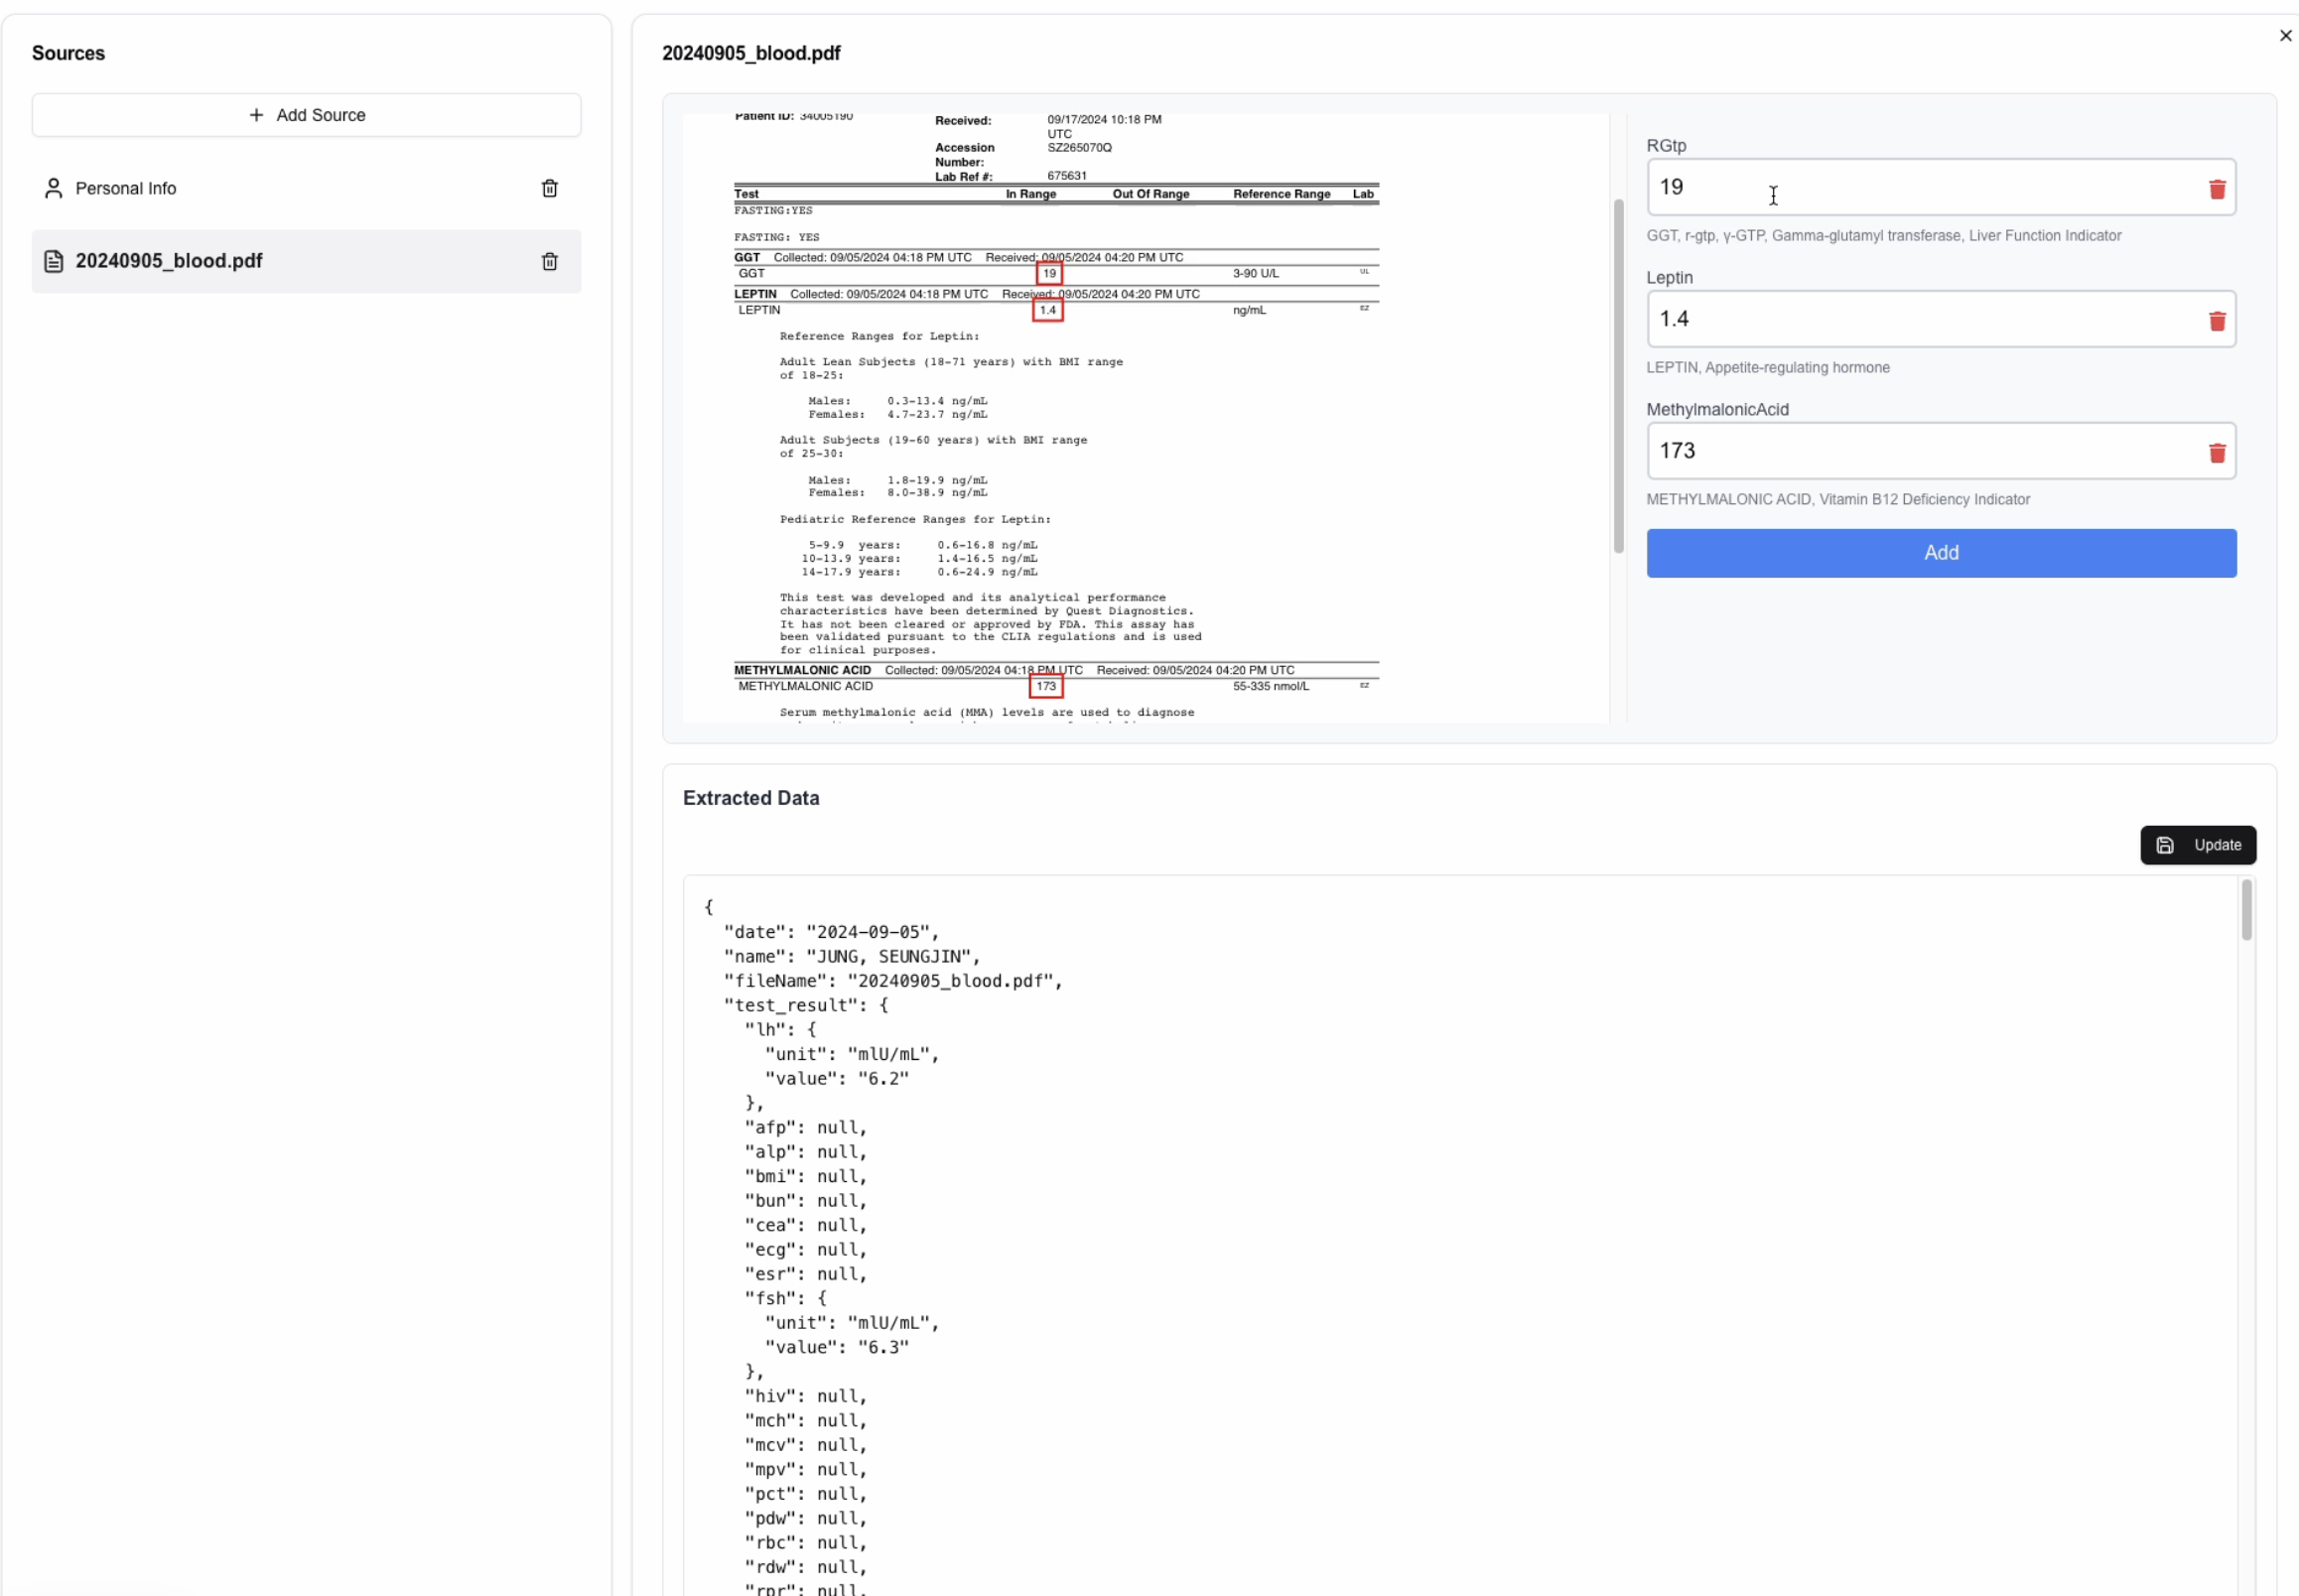 Sources
Add Source
Personal Info
20240905_blood.pdf
20240905_blood.pdf
Patient ID: 34005190
Received: 09/17/2024 10:18 PM
UTC
Accession SZ265070Q
Number:
Lab Ref #: 675631
Test In Range Out Of Range Reference Range Lab
FASTING:YES
FASTING: YES
GGT Collected: 09/05/2024 04:18 PM UTC Received: 09/05/2024 04:20 PM UTC
GGT 19 3-90 U/L UL
LEPTIN Collected: 09/05/2024 04:18 PM UTC Received: 09/05/2024 04:20 PM UTC
LEPTIN 1.4 ng/mL EZ
Reference Ranges for Leptin:
Adult Lean Subjects (18-71 years) with BMI range
of 18-25:
Males: 0.3-13.4 ng/mL
Females: 4.7-23.7 ng/mL
Adult Subjects (19-60 years) with BMI range
of 25-30:
Males: 1.8-19.9 ng/mL
Females: 8.0-38.9 ng/mL
Pediatric Reference Ranges for Leptin:
5-9.9 years: 0.6-16.8 ng/mL
10-13.9 years: 1.4-16.5 ng/mL
14-17.9 years: 0.6-24.9 ng/mL
This test was developed and its analytical performance
characteristics have been determined by Quest Diagnostics.
It has not been cleared or approved by FDA. This assay has
been validated pursuant to the CLIA regulations and is used
for clinical purposes.
METHYLMALONIC ACID Collected: 09/05/2024 04:18 PM UTC Received: 09/05/2024 04:20 PM UTC
METHYLMALONIC ACID 173 55-335 nmol/L EZ
Serum methylmalonic acid (MMA) levels are used to diagnose
RGtp
19
GGT, r-gtp, γ-GTP, Gamma-glutamyl transferase, Liver Function Indicator
Leptin
1.4
LEPTIN, Appetite-regulating hormone
MethylmalonicAcid
173
METHYLMALONIC ACID, Vitamin B12 Deficiency Indicator
Add
Extracted Data
Update
{
"date": "2024-09-05",
"name": "JUNG, SEUNGJIN",
"fileName": "20240905_blood.pdf",
"test_result": {
"lh": {
"unit": "mlU/mL",
"value": "6.2"
},
"afp": null,
"alp": null,
"bmi": null,
"bun": null,
"cea": null,
"ecg": null,
"esr": null,
"fsh": {
"unit": "mlU/mL",
"value": "6.3"
},
"hiv": null,
"mch": null,
"mcv": null,
"mpv": null,
"pct": null,
"pdw": null,
"rbc": null,
"rdw": null,
"rpr": null,